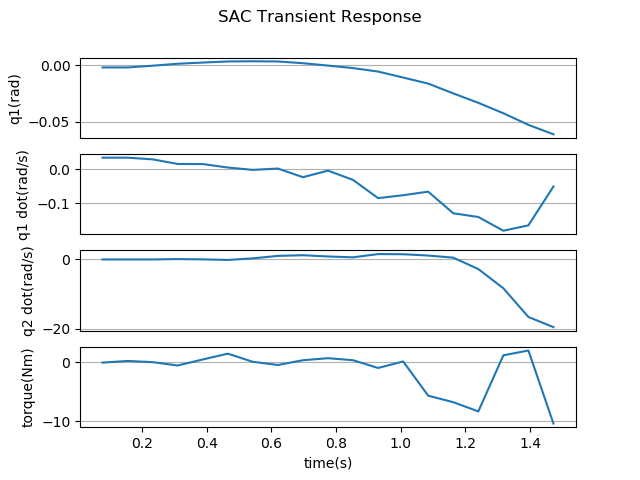 SAC Transient Response
q1(rad)
0.00
−0.05
q1 dot(rad/s)
0.0
−0.1
q2 dot(rad/s)
0
−20
torque(Nm)
0
−10
0.2 0.4 0.6 0.8 1.0 1.2 1.4
time(s)